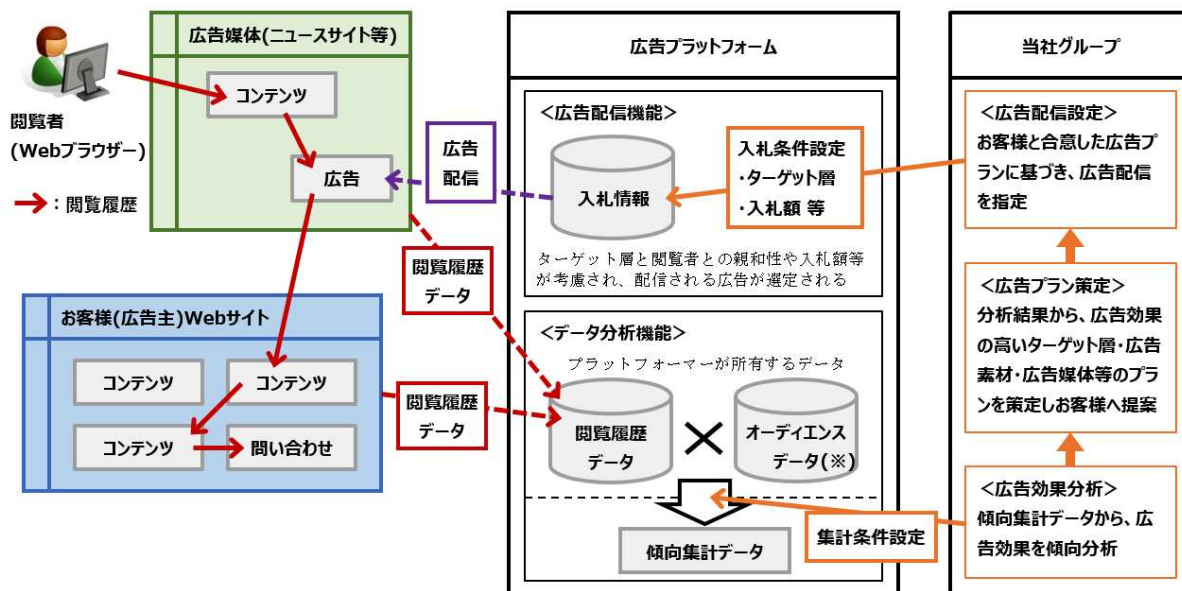 閲覧者
(Webブラウザー)
：閲覧履歴
広告媒体(ニュースサイト等)
コンテンツ
広告
広告
配信
閲覧履歴
データ
お客様(広告主)Webサイト
コンテンツ
コンテンツ
コンテンツ
問い合わせ
閲覧履歴
データ
広告プラットフォーム
＜広告配信機能＞
入札情報
入札条件設定
・ターゲット層
・入札額 等
ターゲット層と閲覧者との親和性や入札額等
が考慮され、配信される広告が選定される
＜データ分析機能＞
プラットフォーマーが所有するデータ
閲覧履歴
データ
オーディエンス
データ(※)
傾向集計データ
集計条件設定
当社グループ
＜広告配信設定＞
お客様と合意した広告プ
ランに基づき、広告配信
を指定
＜広告プラン策定＞
分析結果から、広告効果
の高いターゲット層・広告
素材・広告媒体等のプラ
ンを策定しお客様へ提案
＜広告効果分析＞
傾向集計データから、広
告効果を傾向分析